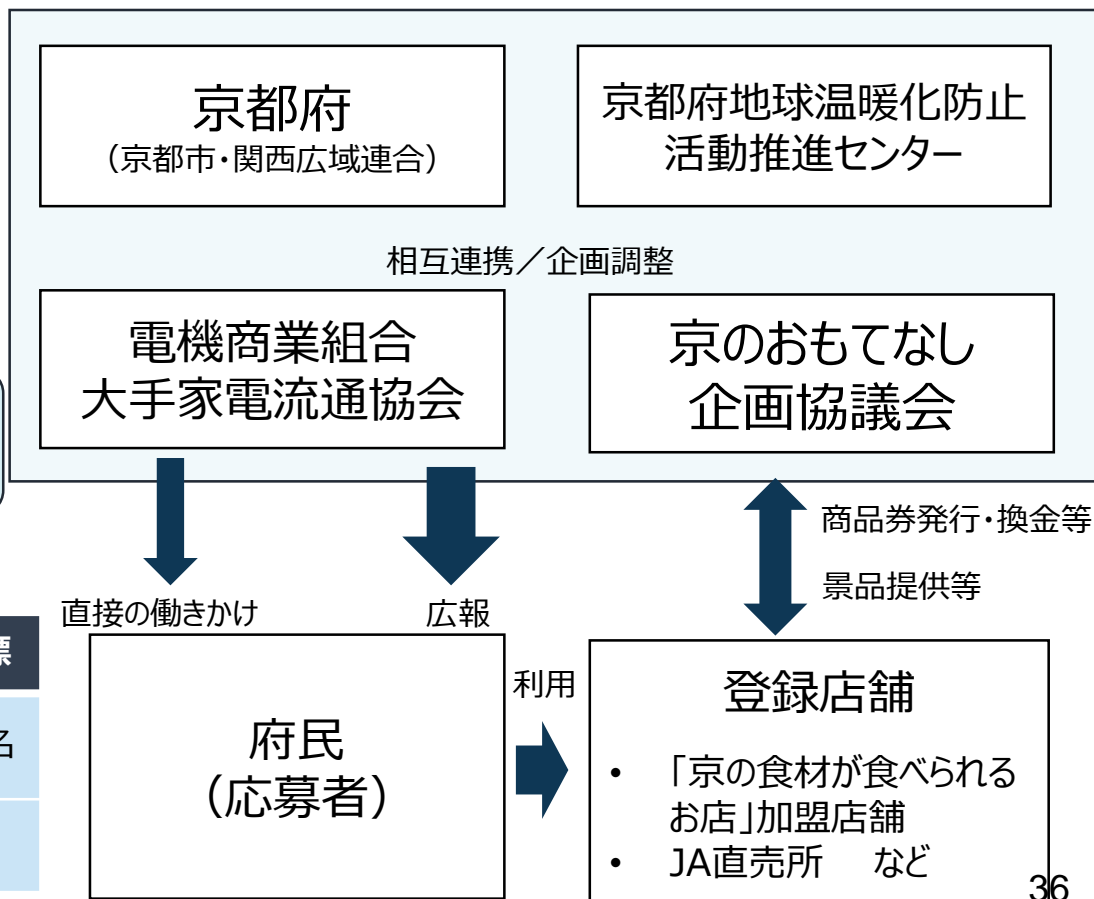 京都府
（京都市・関西広域連合）
京都府地球温暖化防止
活動推進センター
相互連携／企画調整
電機商業組合
大手家電流通協会
京のおもてなし
企画協議会
商品券発行・換金等
景品提供等
直接の働きかけ
広報
標
名
府民
（応募者）
利用
登録店舗
• 「京の食材が食べられる
お店」加盟店舗
• JA直売所 など
36